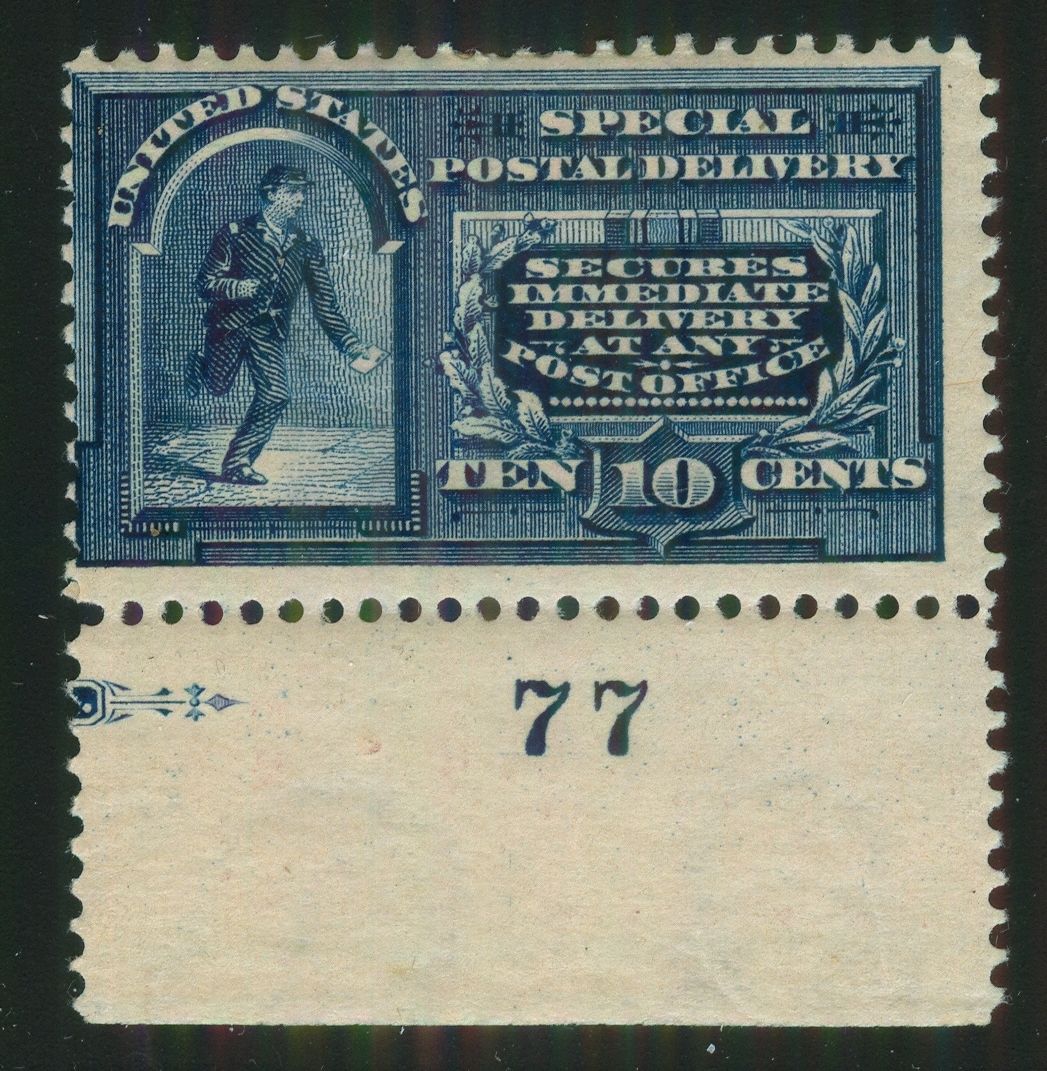 UNITED STATES
SPECIAL
POSTAL DELIVERY
SECURES
IMMEDIATE
DELIVERY
AT ANY
POST OFFICE
TEN 10 CENTS
77